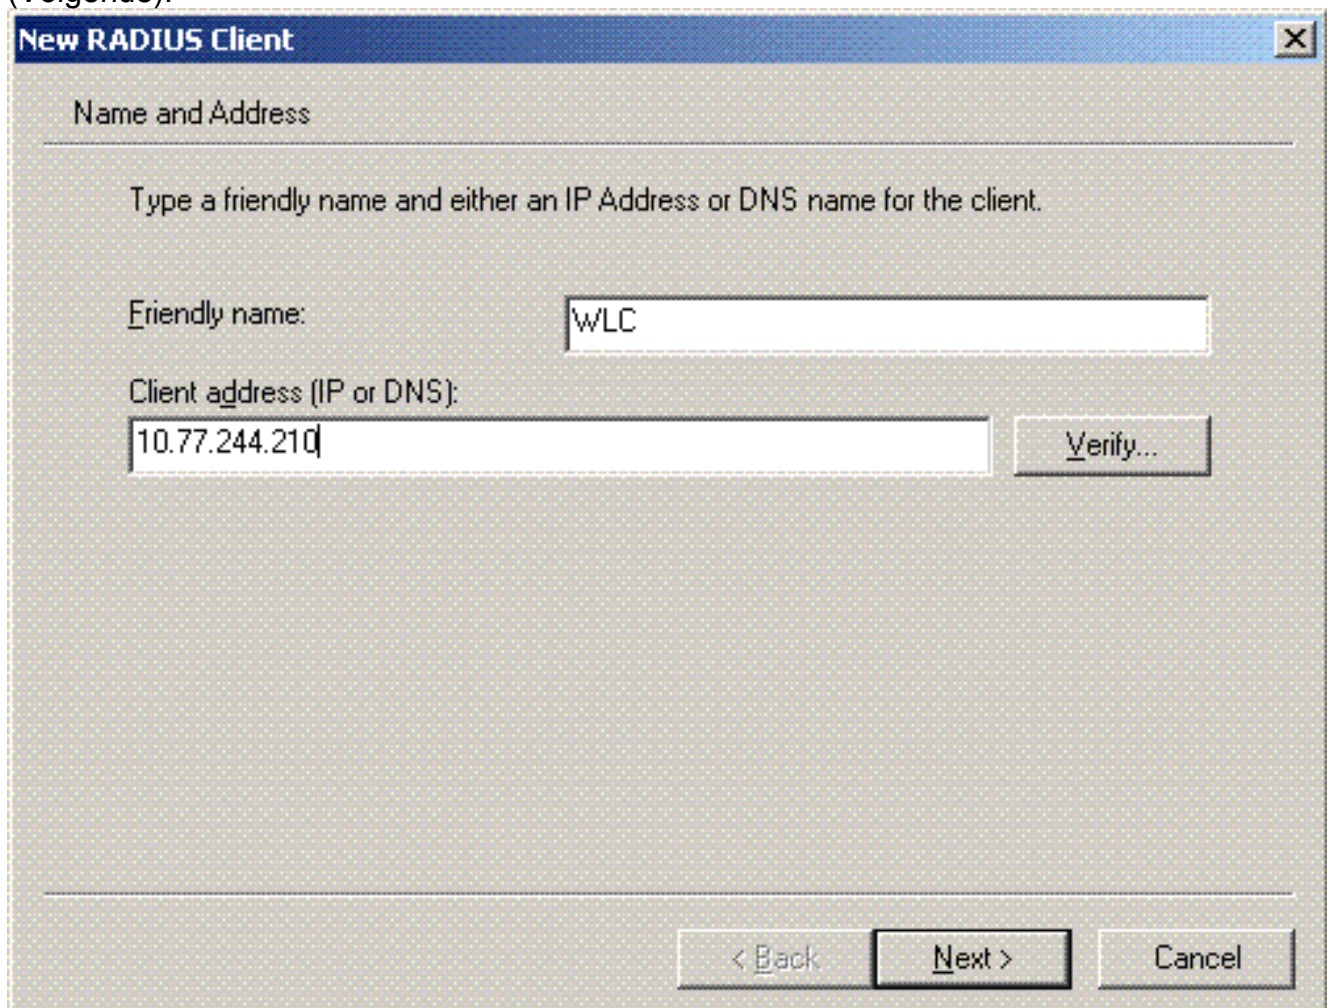 (Volgende).
New RADIUS Client
Name and Address
Type a friendly name and either an IP Address or DNS name for the client.
Friendly name:
WLC
Client address (IP or DNS):
10.77.244.210
Verify...
< Back
Next >
Cancel